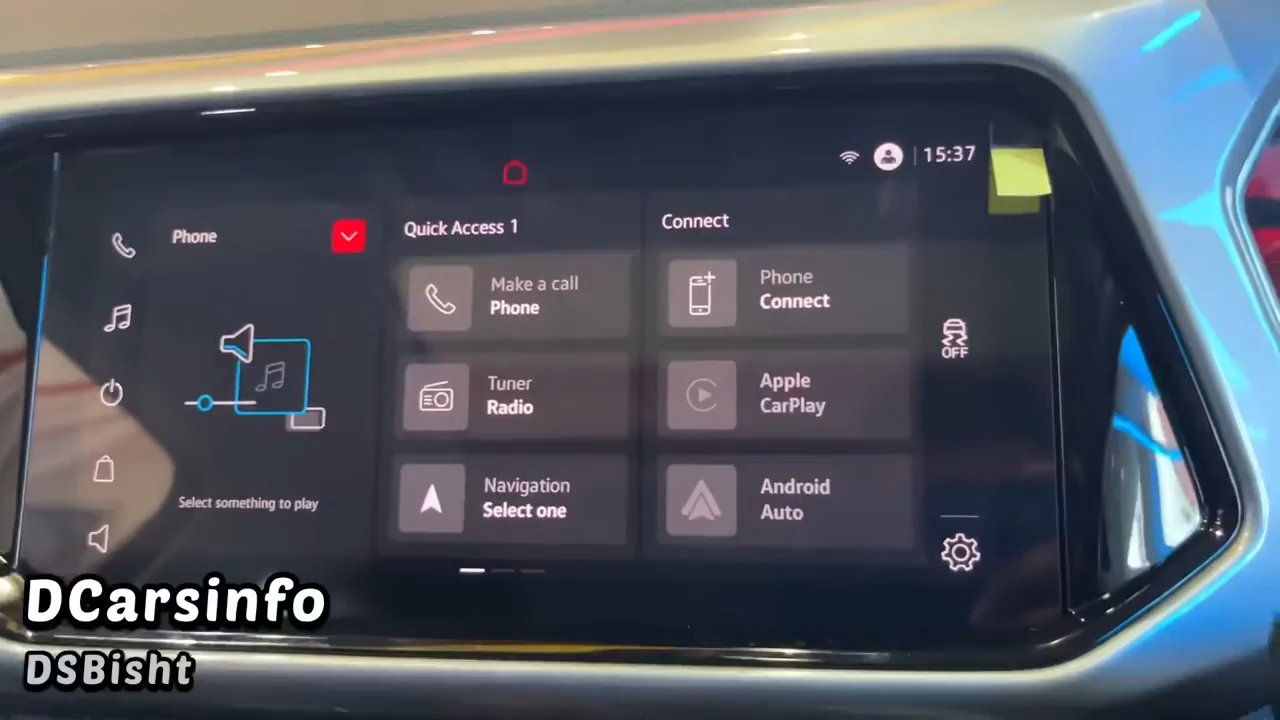 15:37
Phone
Select something to play
Quick Access 1
Make a call
Phone
Tuner
Radio
Navigation
Select one
Connect
Phone
Connect
Apple
CarPlay
Android
Auto
OFF
DCarsinfo
DSBisht